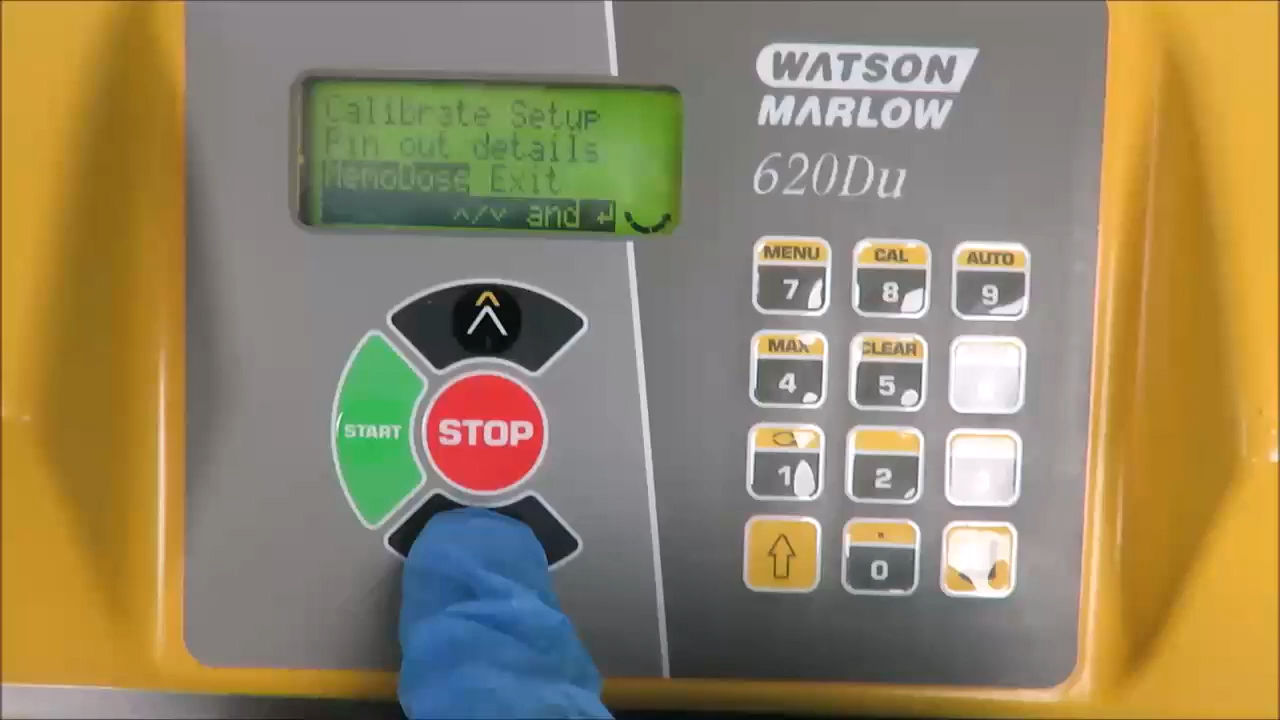 Calibrate Setup
Pin out details
MemoDose Exit
^/v and ↵
WATSON
MARLOW
620Du
MENU
7
CAL
8
AUTO
9
MAX
4
CLEAR
5
START
STOP
1
2
0